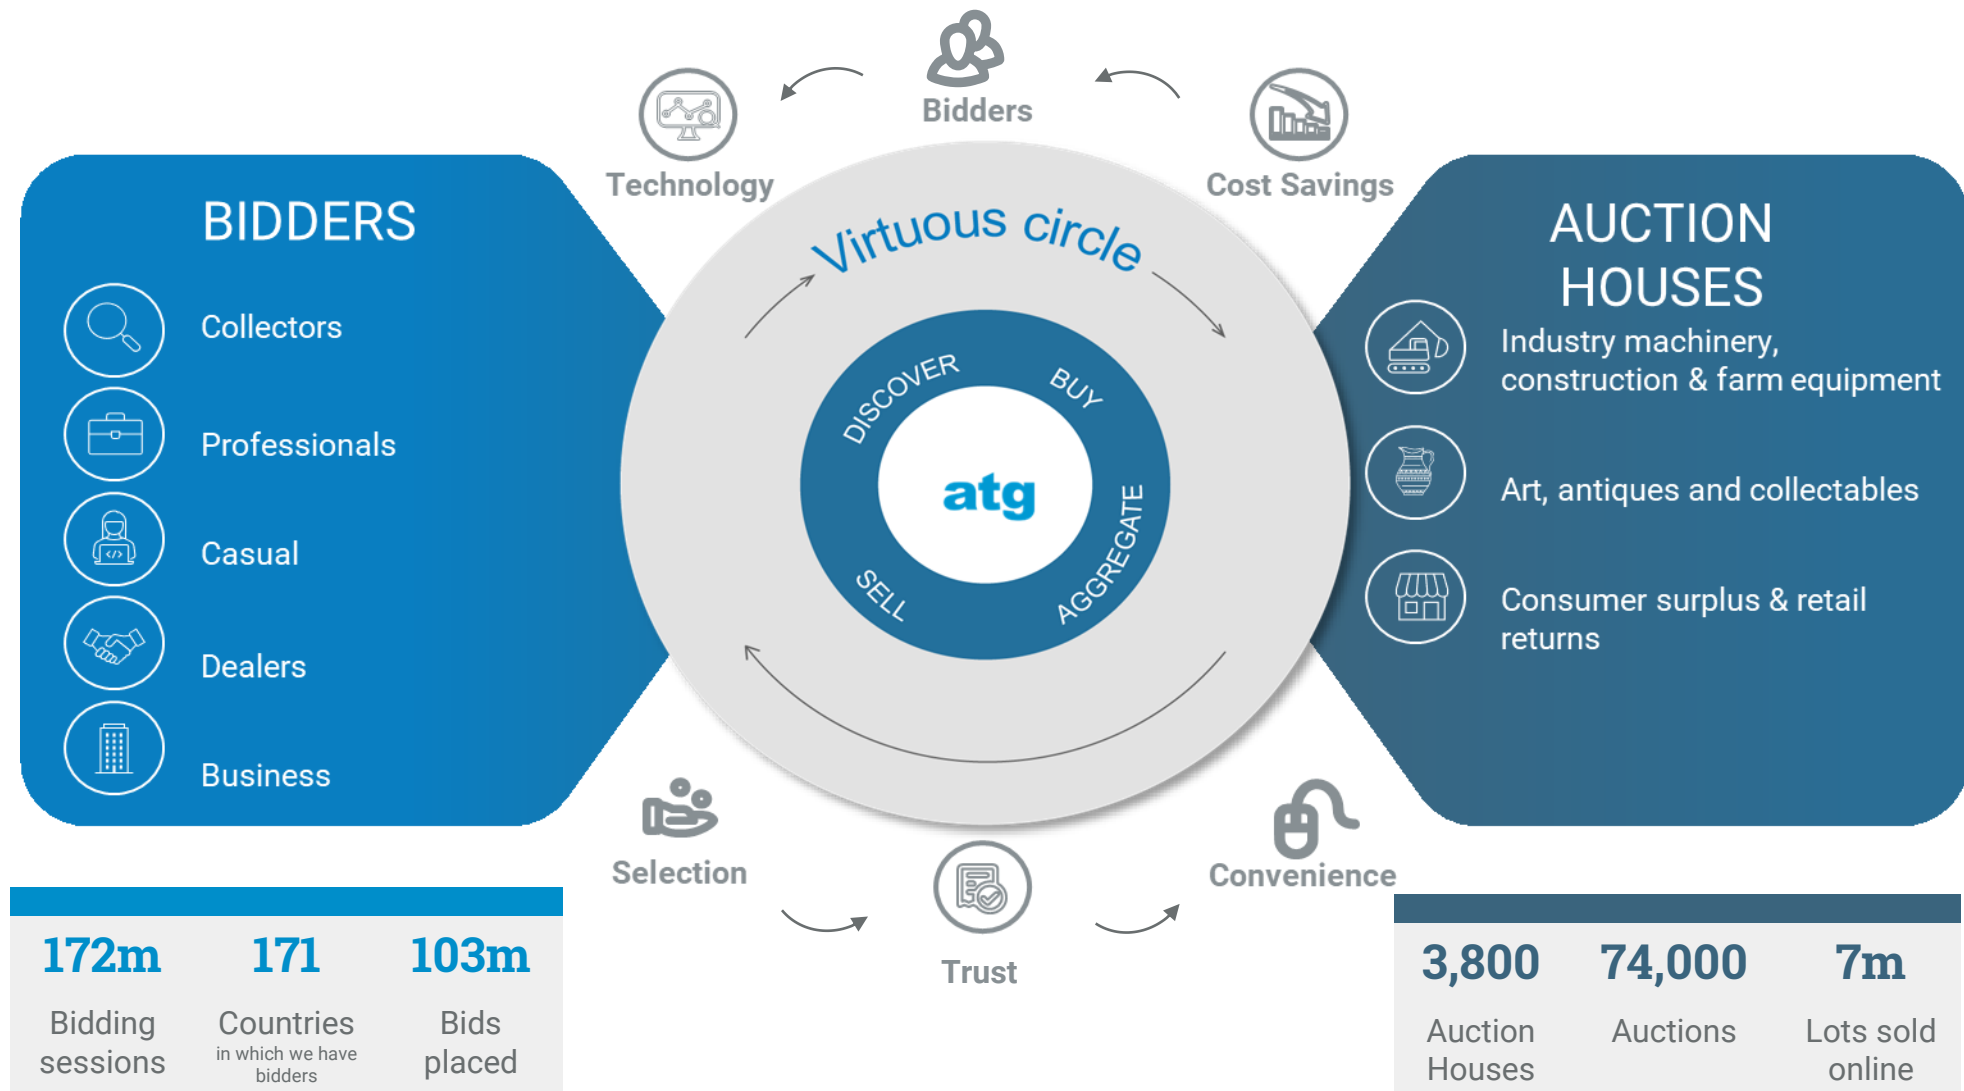 Bidders
Technology
Cost Savings
BIDDERS
Collectors
Professionals
Casual
Dealers
Business
Virtuous circle
DISCOVER
BUY
atg
SELL
AGGREGATE
AUCTION
HOUSES
Industry machinery,
construction & farm equipment
Art, antiques and collectables
Consumer surplus & retail
returns
Selection
Trust
Convenience
172m
Bidding
sessions
171
Countries
in which we have
bidders
103m
Bids
placed
3,800
Auction
Houses
74,000
Auctions
7m
Lots sold
online